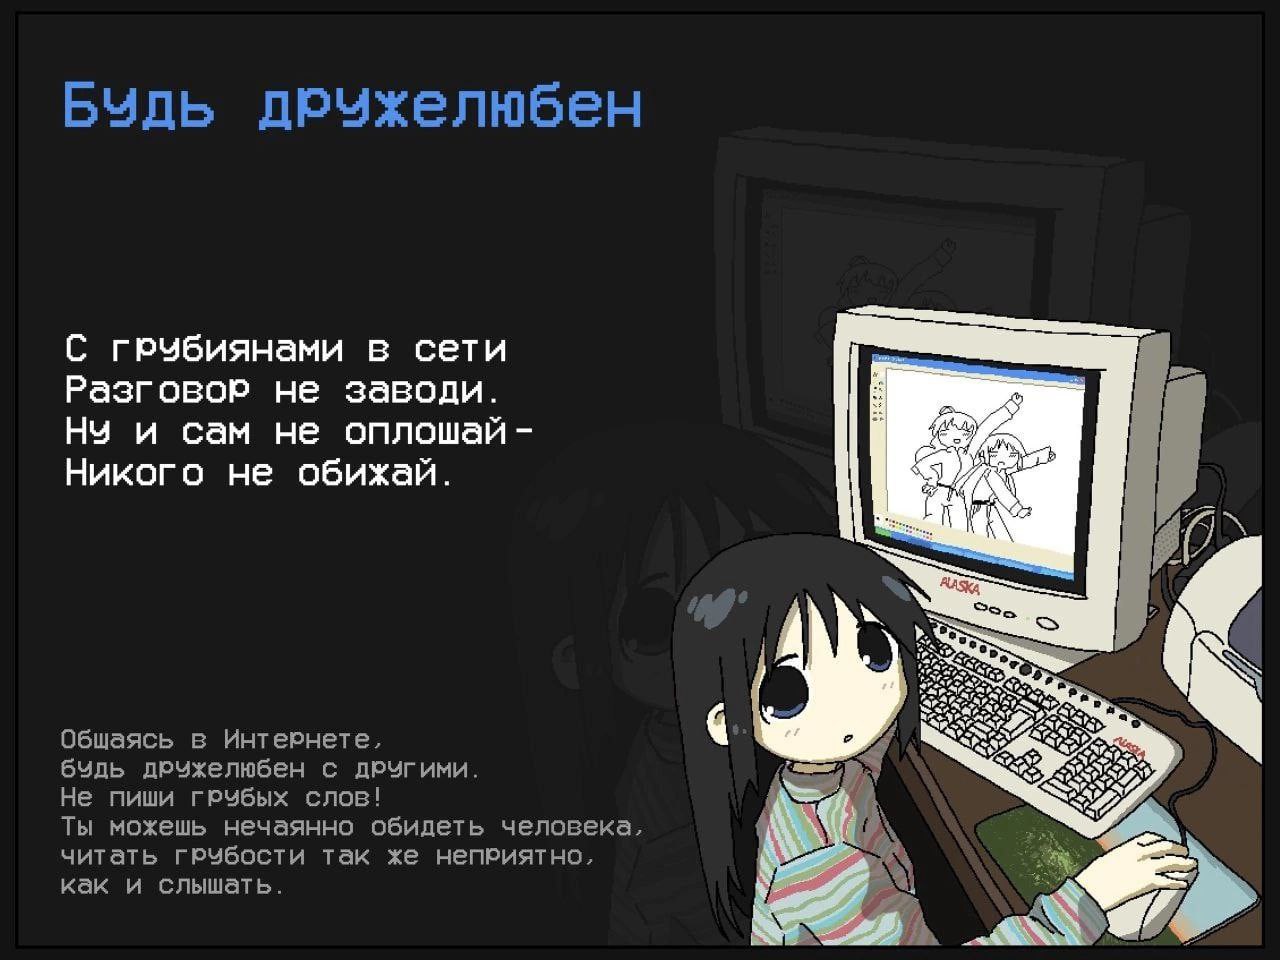 Будь дружелюбен
С грубиянами в сети
Разговор не заводи.
Ну и сам не оплошай-
Никого не обижай.
ALASKA
ALASKA
Общаясь в Интернете,
будь дружелюбен с другими.
Не пиши грубых слов!
Ты можешь нечаянно обидеть человека,
читать грубости так же неприятно,
как и слышать.